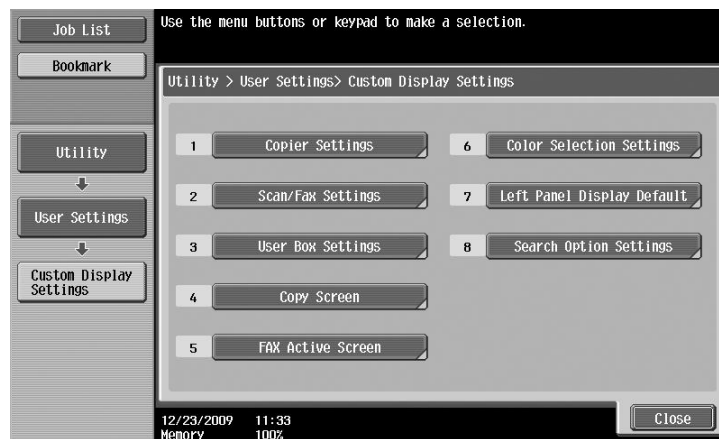 Job List
Bookmark
Use the menu buttons or keypad to make a selection.
Utility > User Settings> Custom Display Settings
Utility
User Settings
Custom Display
Settings
1 Copier Settings
2 Scan/Fax Settings
3 User Box Settings
4 Copy Screen
5 FAX Active Screen
6 Color Selection Settings
7 Left Panel Display Default
8 Search Option Settings
12/23/2009 11:33
Memory 100%
Close